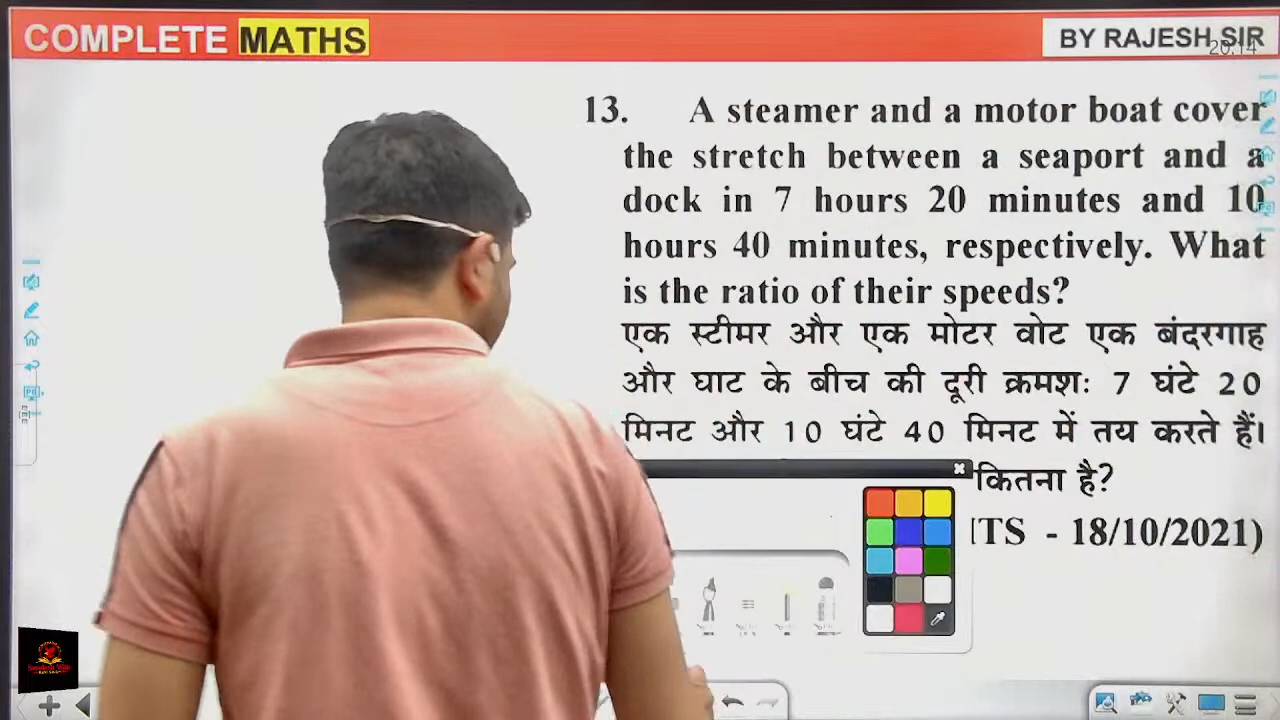 COMPLETE MATHS
BY RAJESH SIR
20:14
13. A steamer and a motor boat cover
the stretch between a seaport and a
dock in 7 hours 20 minutes and 10
hours 40 minutes, respectively. What
is the ratio of their speeds?
एक स्टीमर और एक मोटर वोट एक बंदरगाह
और घाट के बीच की दूरी क्रमशः 7 घंटे 20
मिनट और 10 घंटे 40 मिनट में तय करते हैं।
कितना है?
TS - 18/10/2021)